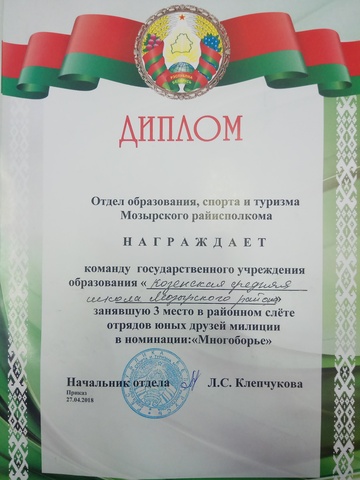 ДИПЛОМ
Отдел образования, спорта и туризма
Мозырского райисполкома
НАГРАЖДАЕТ
команду государственного учреждения
образования « Козенская средняя
школа Мозырского района»
занявшую 3 место в районном слёте
отрядов юных друзей милиции
в номинации:«Многоборье»
Начальник отдела Л.С. Клепчукова
Приказ
27.04.2018